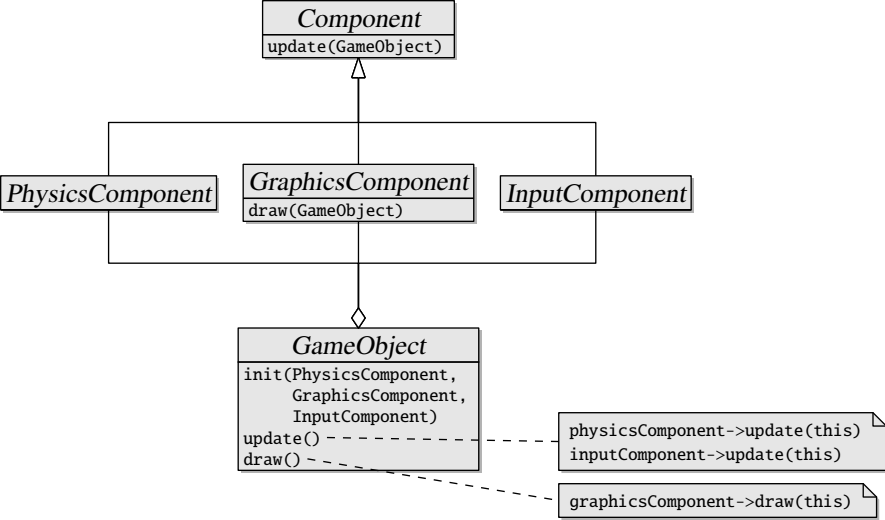 Component
update(GameObject)
PhysicsComponent
GraphicsComponent
draw(GameObject)
InputComponent
GameObject
init(PhysicsComponent,
GraphicsComponent,
InputComponent)
update()
draw()
physicsComponent->update(this)
inputComponent->update(this)
graphicsComponent->draw(this)